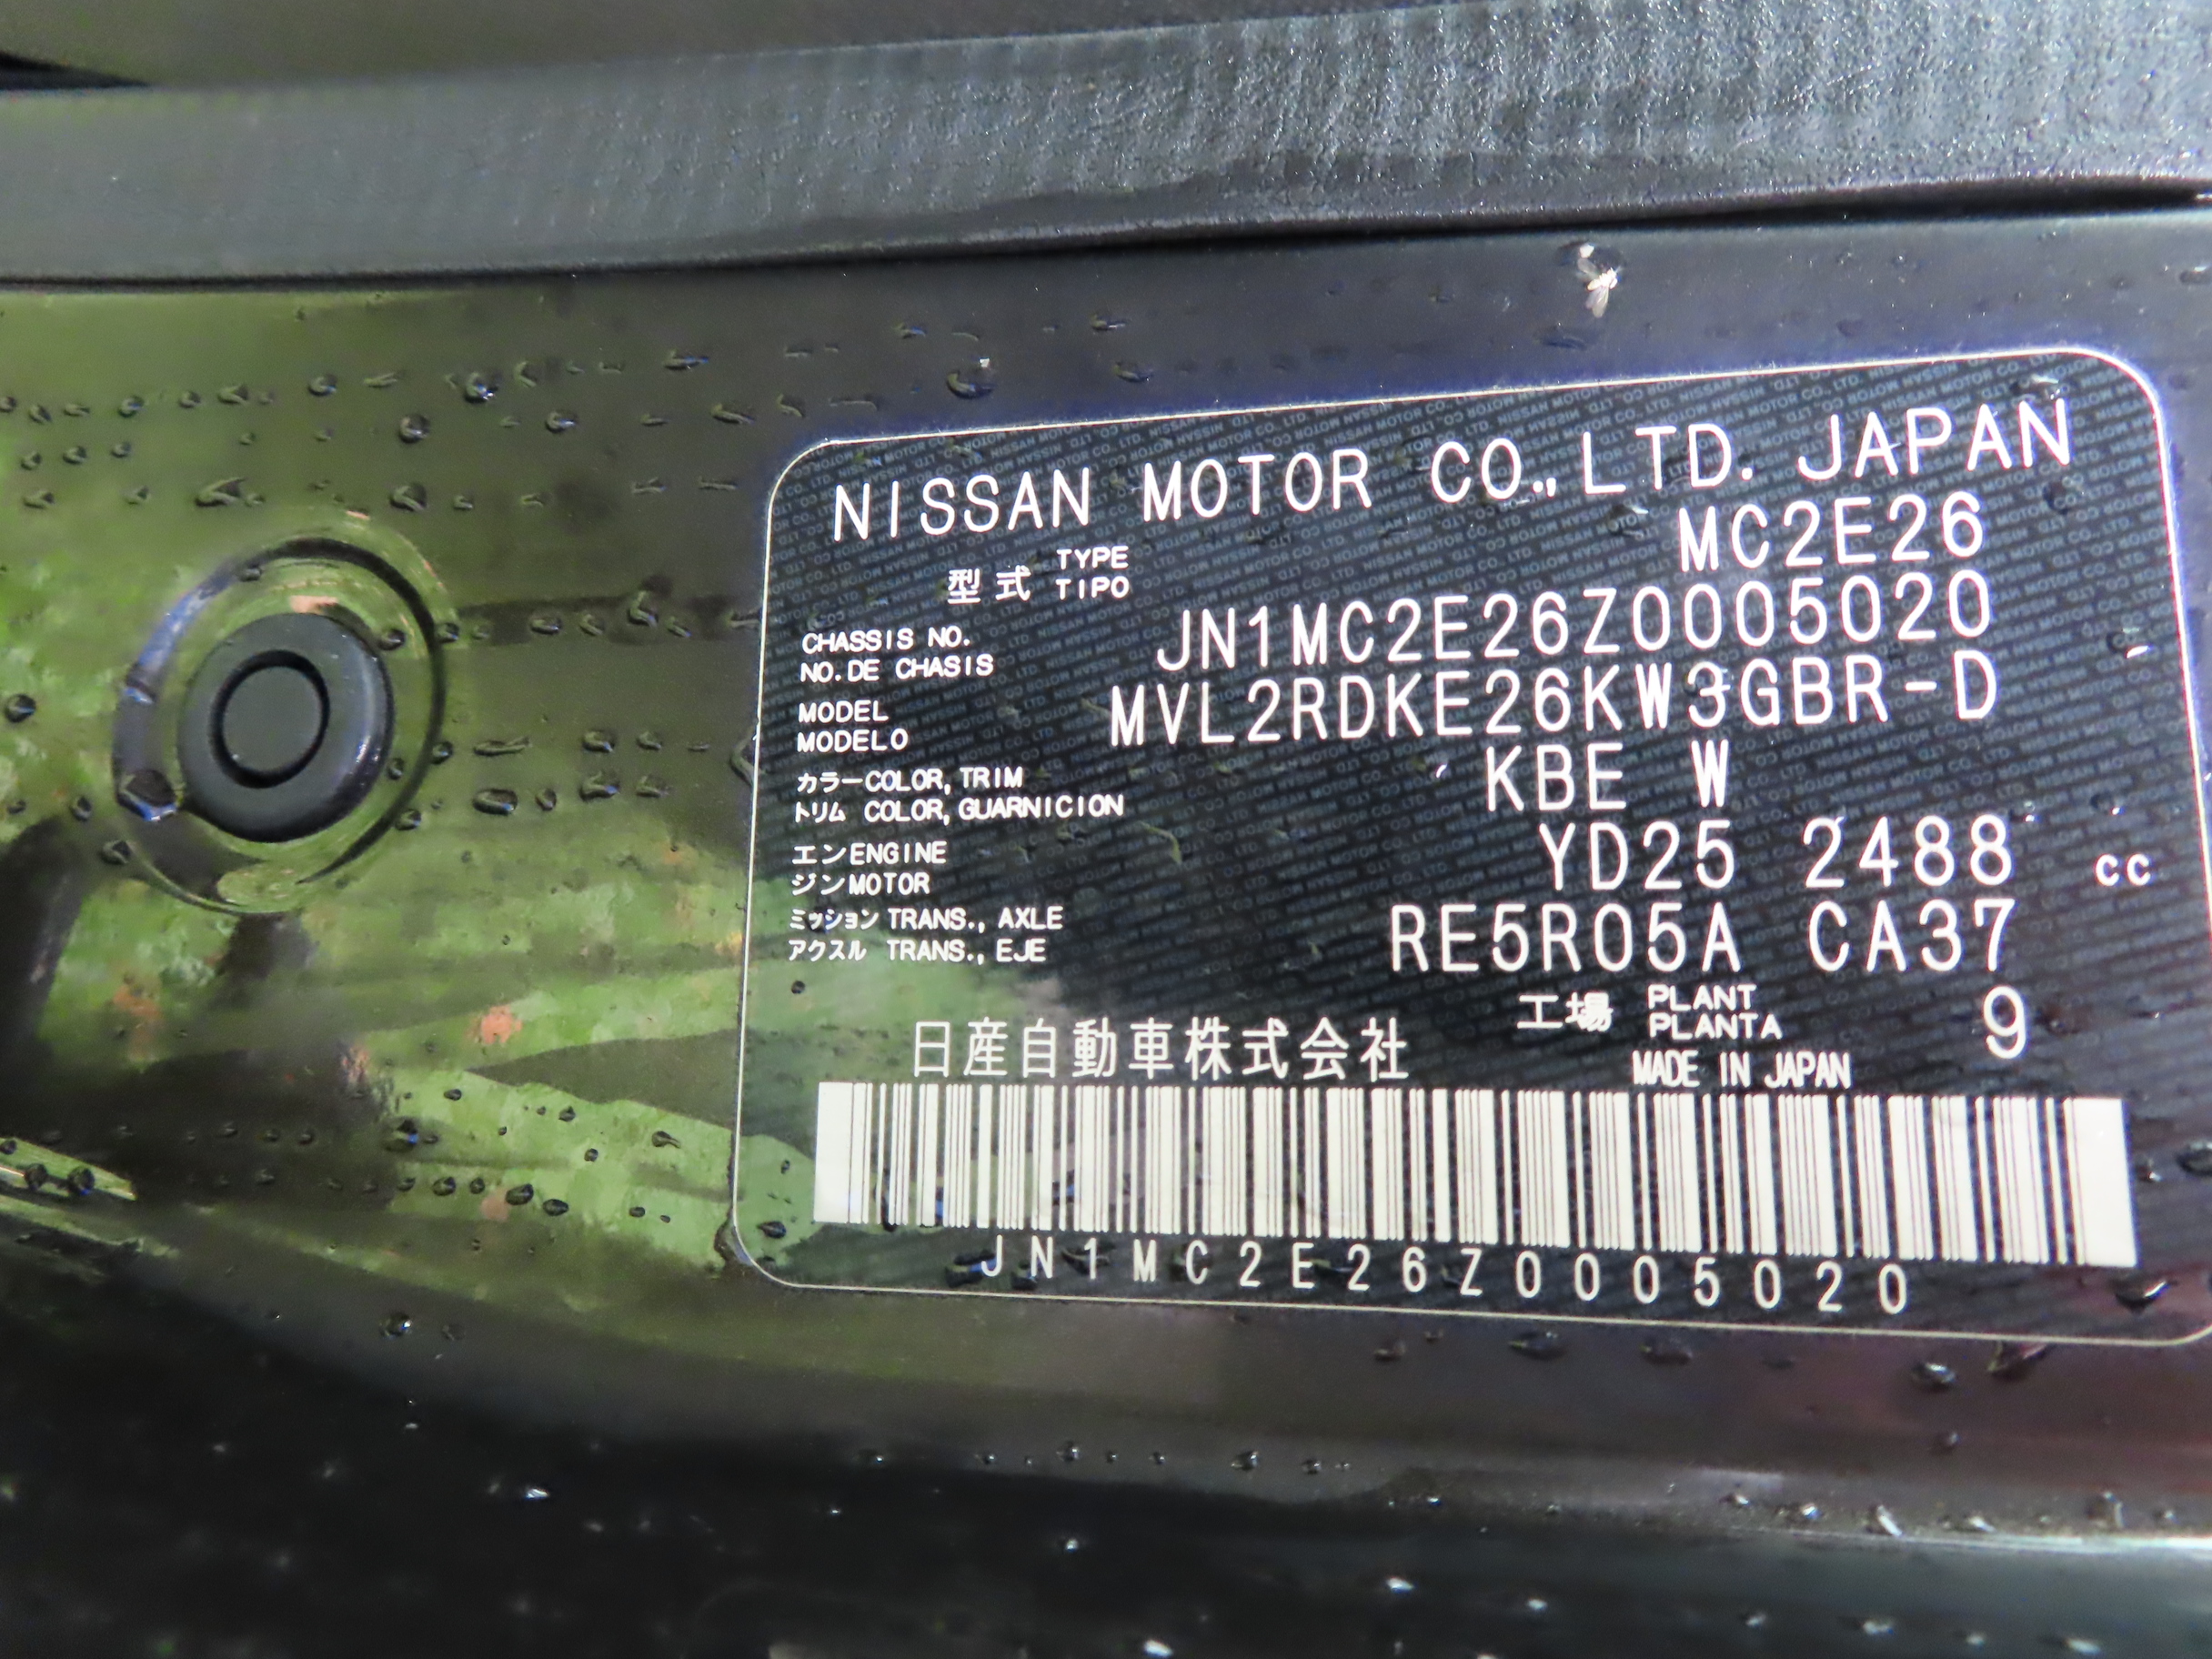 NISSAN MOTOR CO.,LTD. JAPAN
型式 TYPE TIPO MC2E26
CHASSIS NO. NO.DE CHASIS JN1MC2E26Z0005020
MODEL MODELO MVL2RDKE26KW3GBR-D
カラー COLOR, TRIM KBE W
トリム COLOR, GUARNICION
エン ENGINE YD25 2488 cc
ジン MOTOR
ミッション TRANS., AXLE RE5R05A CA37
アクスル TRANS., EJE
工場 PLANT PLANTA 9
日産自動車株式会社 MADE IN JAPAN
JN1MC2E26Z0005020